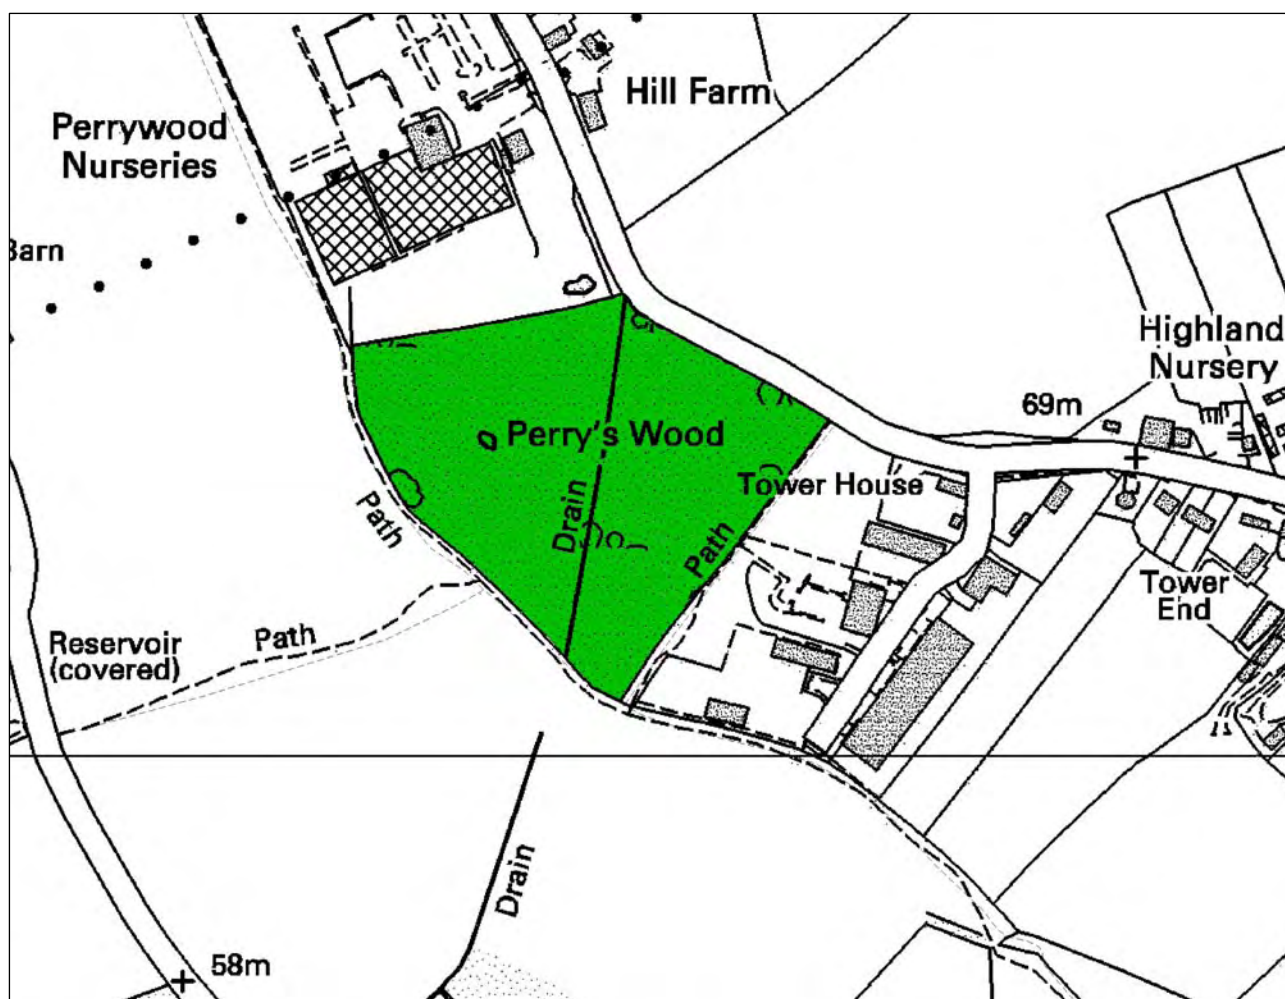 Hill Farm
Perrywood
Nurseries
Barn
Highland
Nursery
69m
Perry's Wood
Tower House
Drain
Path
Path
Tower
End
Path
Reservoir
(covered)
Drain
58m